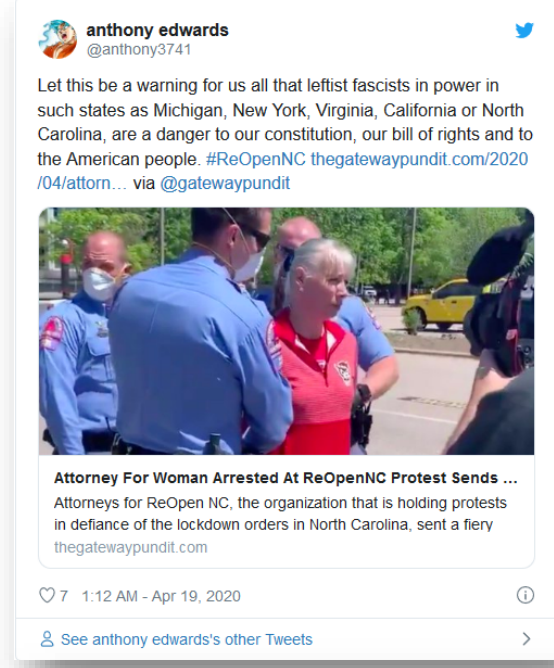 anthony edwards
@anthony3741
Let this be a warning for us all that leftist fascists in power in
such states as Michigan, New York, Virginia, California or North
Carolina, are a danger to our constitution, our bill of rights and to
the American people. #ReOpenNC thegatewaypundit.com/2020
/04/attorn… via @gatewaypundit
Attorney For Woman Arrested At ReOpenNC Protest Sends ...
Attorneys for ReOpen NC, the organization that is holding protests
in defiance of the lockdown orders in North Carolina, sent a fiery
thegatewaypundit.com
7 1:12 AM - Apr 19, 2020
See anthony edwards's other Tweets